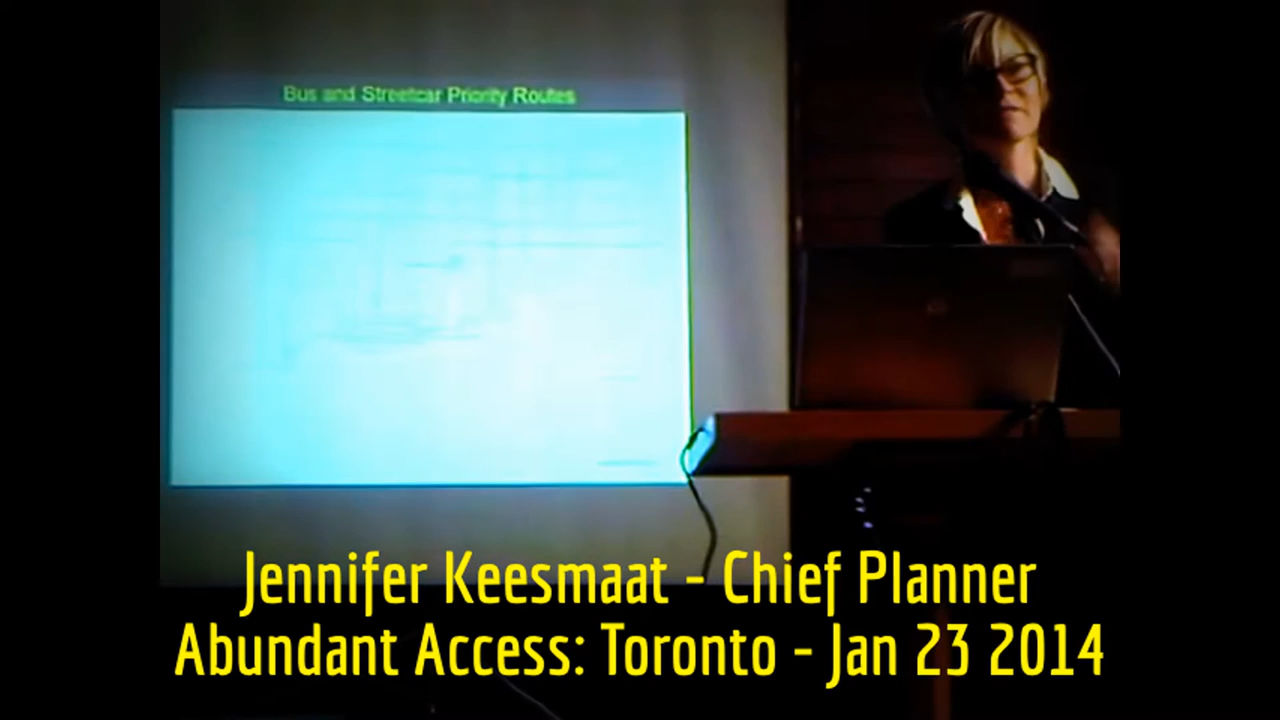 Bus and Streetcar Priority Routes
Jennifer Keesmaat - Chief Planner
Abundant Access: Toronto - Jan 23 2014